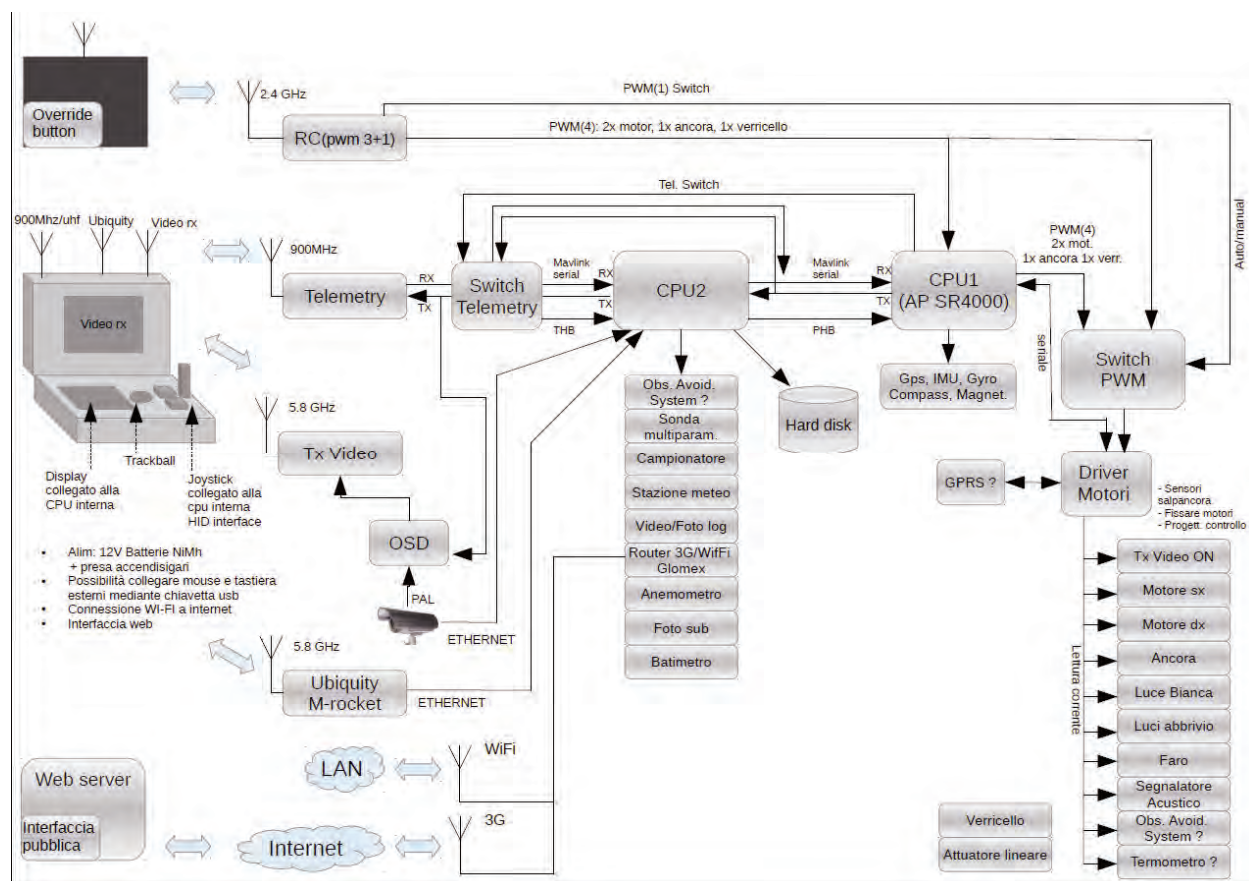 Override
button
2.4 GHz
RC(pwm 3+1)
PWM(1) Switch
PWM(4): 2x motor, 1x ancora, 1x verricello
Tel. Switch
Auto/manual
900Mhz/uhf
Ubiquity
Video rx
Video rx
900MHz
Telemetry
RX
TX
Switch
Telemetry
Mavlink
serial
RX
TX
THB
CPU2
Mavlink
serial
RX
TX
PHB
CPU1
(AP SR4000)
PWM(4)
2x mot.
1x ancora 1x verr.
seriale
Switch
PWM
Gps, IMU, Gyro
Compass, Magnet.
Hard disk
Obs. Avoid.
System ?
Sonda
multiparam.
Campionatore
Stazione meteo
Video/Foto log
Router 3G/WifFi
Glomex
Anemometro
Foto sub
Batimetro
5.8 GHz
Tx Video
OSD
PAL
ETHERNET
Display
collegato alla
CPU interna
Trackball
Joystick
collegato alla
cpu interna
HID interface
• Alim: 12V Batterie NiMh
+ presa accendisigari
• Possibilità collegare mouse e tastiera
esterni mediante chiavetta usb
• Connessione WI-FI a internet
• Interfaccia web
5.8 GHz
Ubiquity
M-rocket
ETHERNET
GPRS ?
Driver
Motori
- Sensori
salpancora
- Fissare motori
- Progett. controllo
Lettura corrente
Tx Video ON
Motore sx
Motore dx
Ancora
Luce Bianca
Luci abbrivio
Faro
Segnalatore
Acustico
Obs. Avoid.
System ?
Termometro ?
Verricello
Attuatore lineare
LAN
WiFi
Web server
Interfaccia
pubblica
Internet
3G